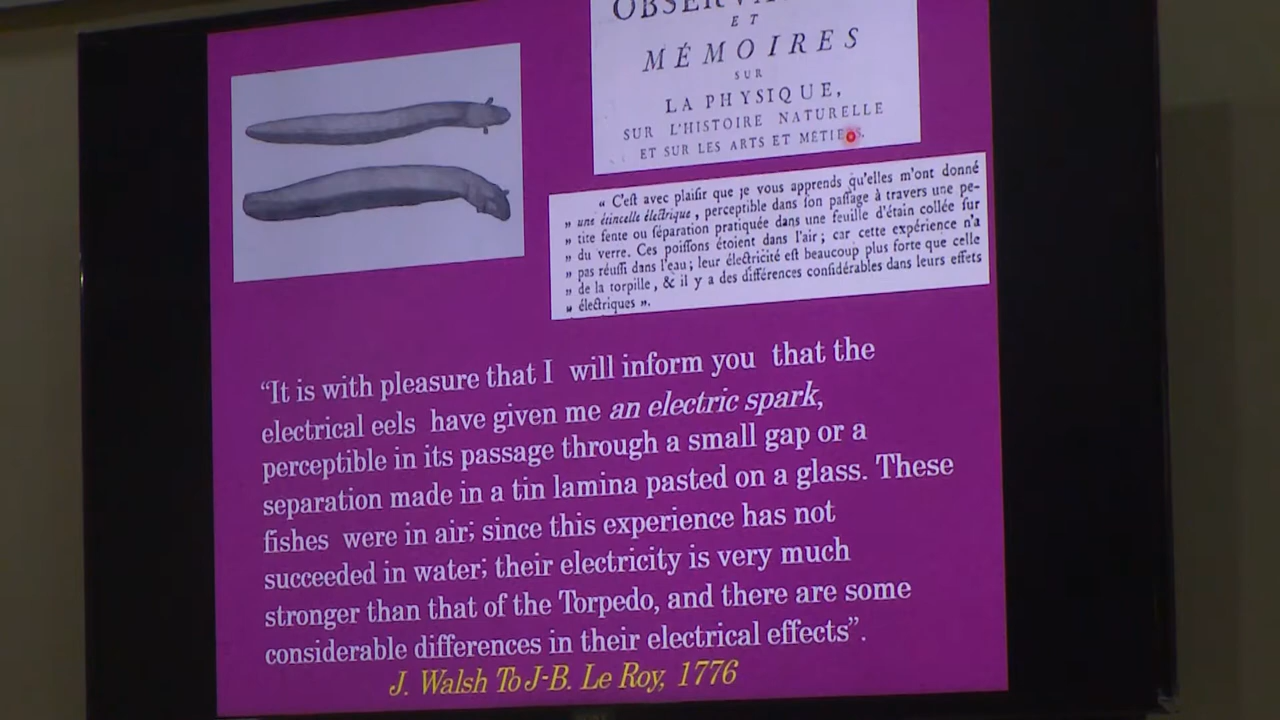 ET
MÉMOIRES
SUR
LA PHYSIQUE,
SUR L'HISTOIRE NATURELLE
ET SUR LES ARTS ET MÉTIERS.
« C'eſt avec plaiſir que je vous apprends qu'elles m'ont donné
» une étincelle électrique, perceptible dans ſon paſſage à travers une pe-
» tite fente ou ſéparation pratiquée dans une feuille d'étain collée ſur
» du verre. Ces poiſſons étoient dans l'air; car cette expérience n'a
» pas réuſſi dans l'eau; leur électricité eſt beaucoup plus forte que celle
» de la torpille, & il y a des différences conſidérables dans leurs effets
» électriques ».
“It is with pleasure that I will inform you that the
electrical eels have given me an electric spark,
perceptible in its passage through a small gap or a
separation made in a tin lamina pasted on a glass. These
fishes were in air; since this experience has not
succeeded in water; their electricity is very much
stronger than that of the Torpedo, and there are some
considerable differences in their electrical effects”.
J. Walsh To J-B. Le Roy, 1776